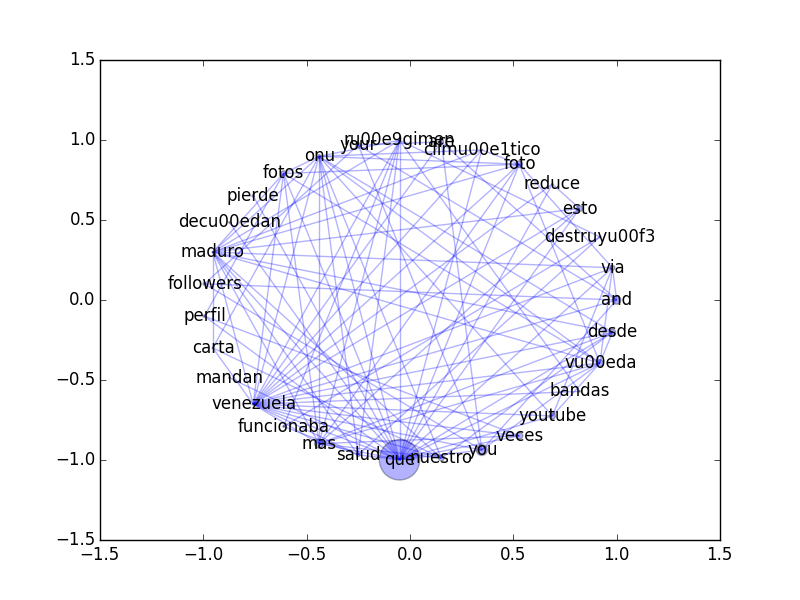 1.5
1.0
0.5
0.0
−0.5
−1.0
−1.5
ru00e9gimen
are
your
climu00e1tico
onu
foto
fotos
reduce
pierde
esto
decu00edan
destruyu00f3
maduro
via
followers
and
perfil
desde
carta
vu00eda
mandan
bandas
venezuela
youtube
funcionaba
veces
mas
you
salud
que
nuestro
−1.5 −1.0 −0.5 0.0 0.5 1.0 1.5